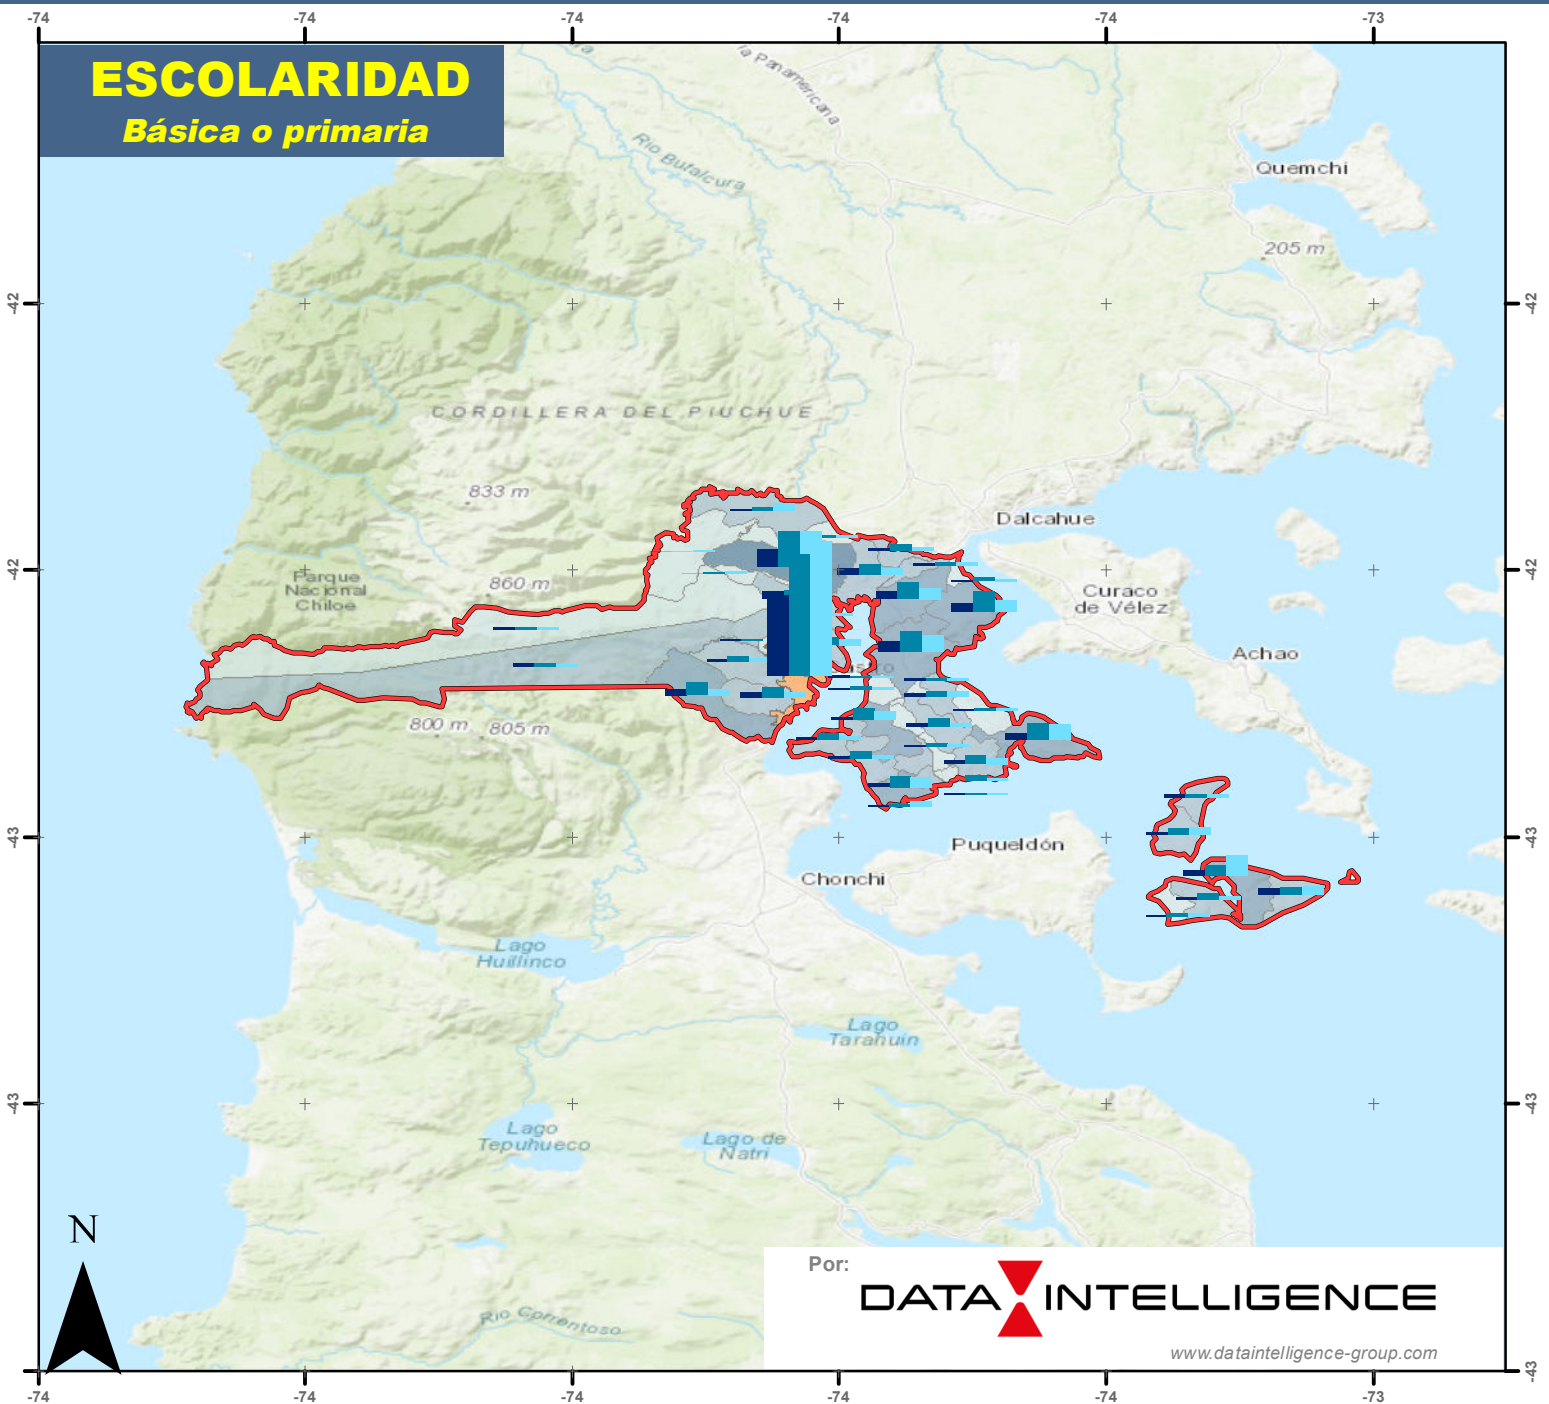 -74
-74
-74
-74
-74
-73
ESCOLARIDAD
Básica o primaria
la Panamericana
Rio Butalcura
Quemchi
205 m
42
42
CORDILLERA DEL PIUCHUE
833 m
Dalcahue
42
42
Parque
Nacional
Chiloe
860 m
Curaco
de Vélez
Achao
800 m
805 m
43
43
Puqueldón
Chonchi
Lago
Huillinco
Lago
Tarahuin
43
43
Lago
Tepuhueco
Lago de
Natri
N
Rio Correntoso
Por:
DATA INTELLIGENCE
www.dataintelligence-group.com
43
43
-74
-74
-74
-74
-74
-73